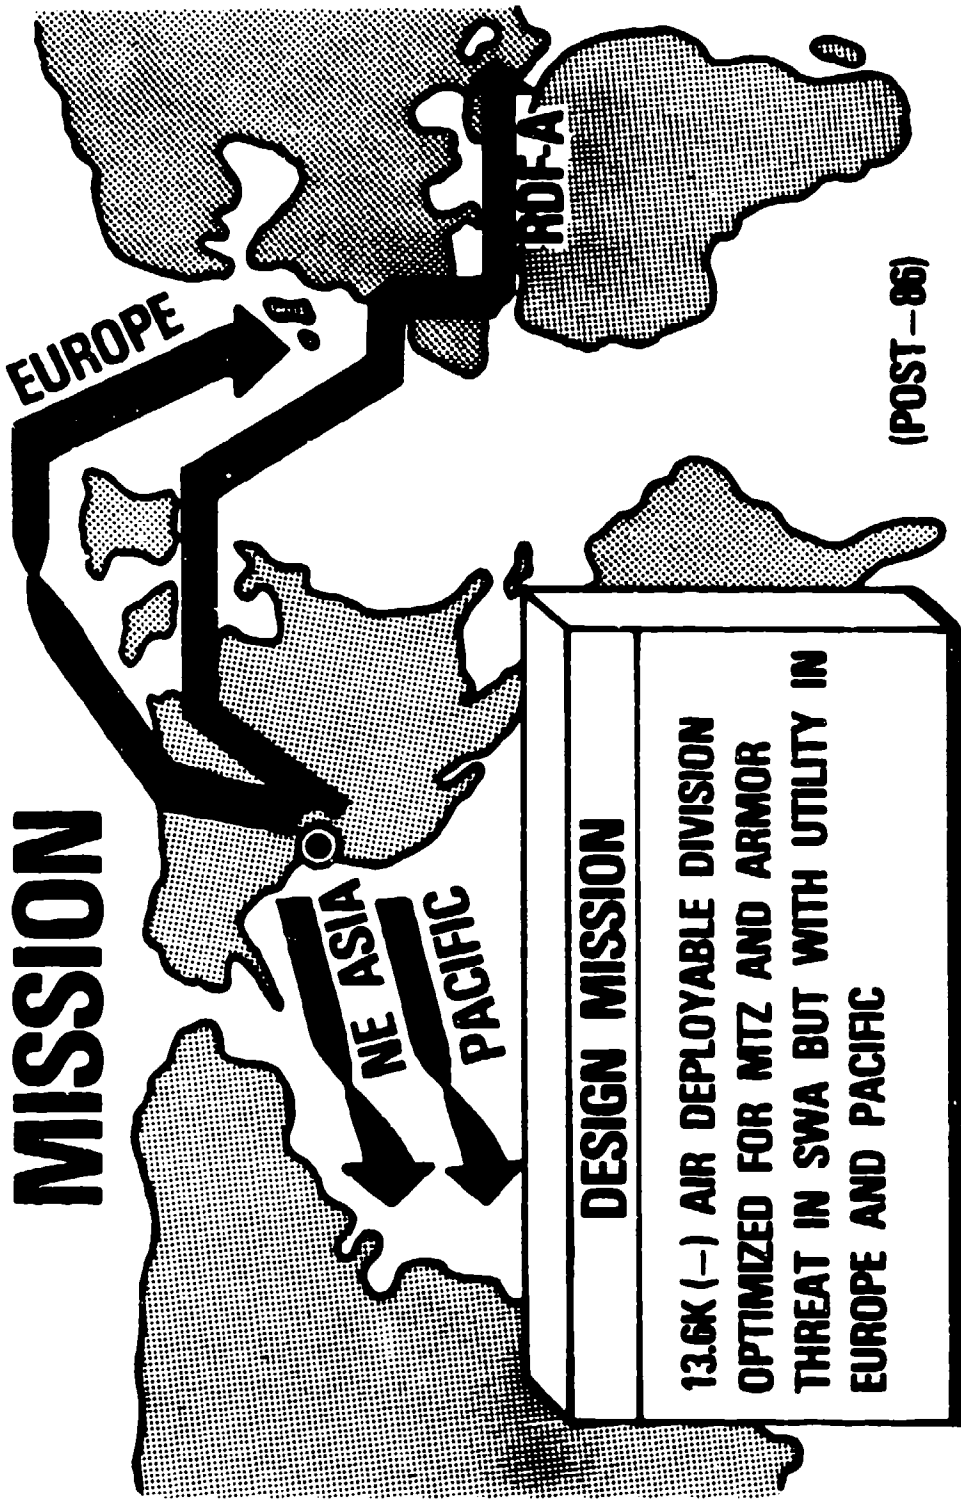 MISSION
EUROPE
RDF-A
NE ASIA
PACIFIC
DESIGN MISSION
13.6K (–) AIR DEPLOYABLE DIVISION
OPTIMIZED FOR MTZ AND ARMOR
THREAT IN SWA BUT WITH UTILITY IN
EUROPE AND PACIFIC
(POST – 86)